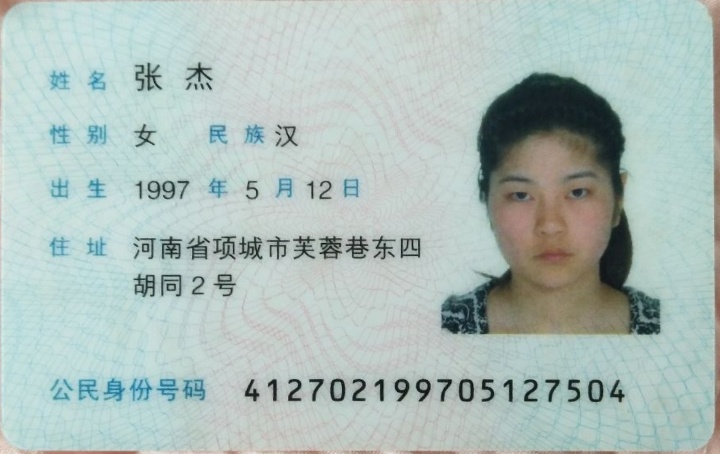 姓名 张杰
性别 女 民族 汉
出生 1997 年 5 月 12 日
住址 河南省项城市芙蓉巷东四
胡同2号
公民身份号码 412702199705127504